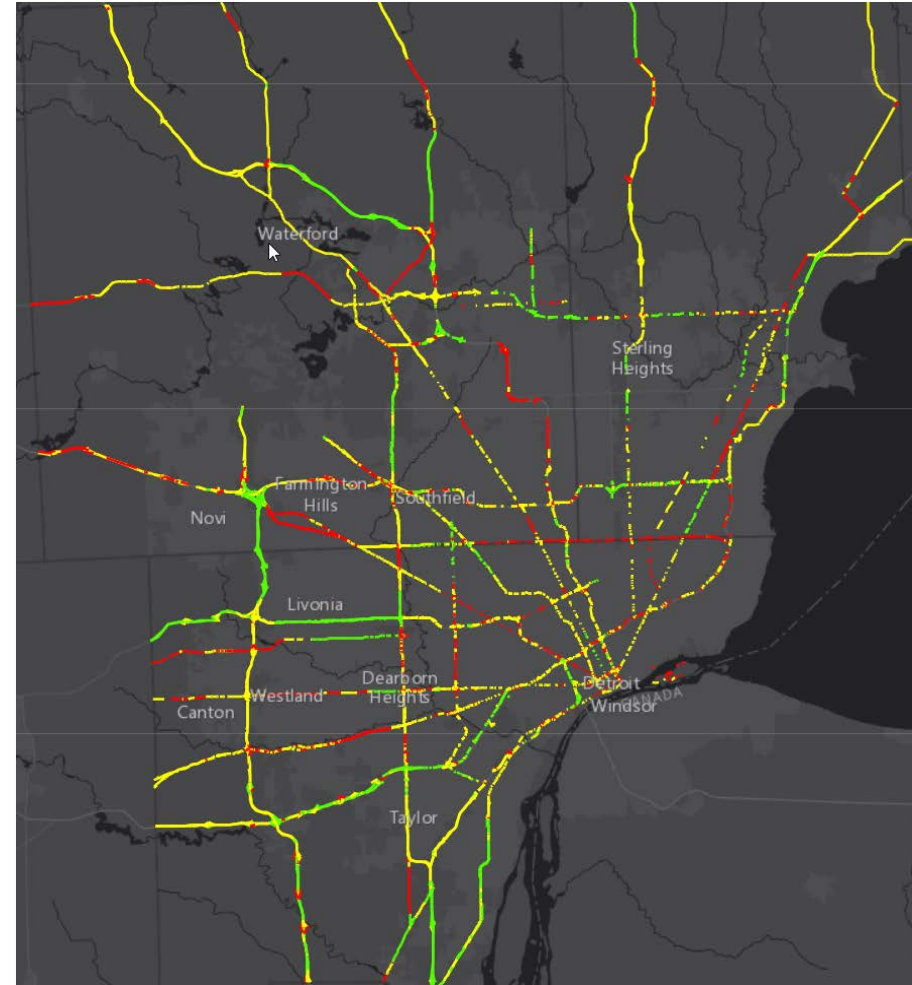 Waterford
Sterling
Heights
Farmington
Hills
Southfield
Novi
Livonia
Dearborn
Heights
Westland
Canton
Detroit
Windsor
CANADA
Taylor